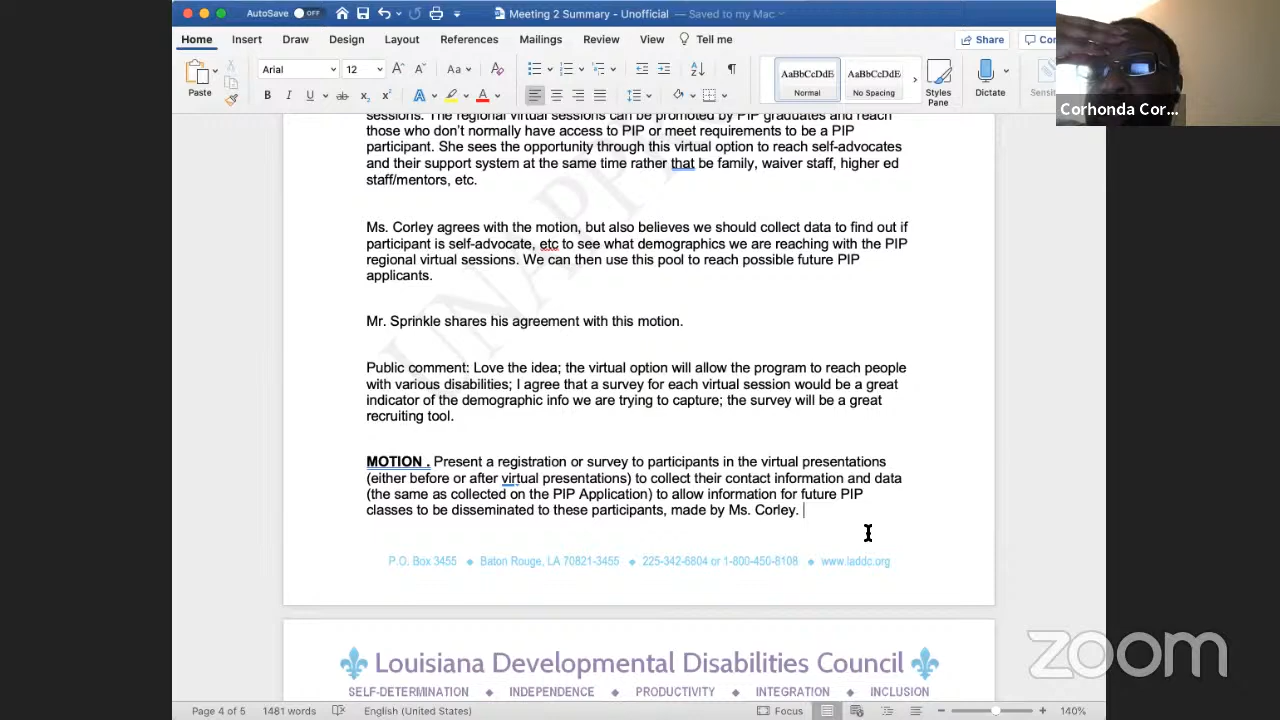 AutoSave OFF Meeting 2 Summary - Unofficial — Saved to my Mac
Home Insert Draw Design Layout References Mailings Review View Tell me Share
Paste Arial 12 Aa AaBbCcDdE AaBbCcDdE
Normal No Spacing Styles Pane Dictate
Corhonda Cor...
sessions. The regional virtual sessions can be promoted by PIP graduates and reach
those who don't normally have access to PIP or meet requirements to be a PIP
participant. She sees the opportunity through this virtual option to reach self-advocates
and their support system at the same time rather that be family, waiver staff, higher ed
staff/mentors, etc.
Ms. Corley agrees with the motion, but also believes we should collect data to find out if
participant is self-advocate, etc to see what demographics we are reaching with the PIP
regional virtual sessions. We can then use this pool to reach possible future PIP
applicants.
Mr. Sprinkle shares his agreement with this motion.
Public comment: Love the idea; the virtual option will allow the program to reach people
with various disabilities; I agree that a survey for each virtual session would be a great
indicator of the demographic info we are trying to capture; the survey will be a great
recruiting tool.
MOTION . Present a registration or survey to participants in the virtual presentations
(either before or after virtual presentations) to collect their contact information and data
(the same as collected on the PIP Application) to allow information for future PIP
classes to be disseminated to these participants, made by Ms. Corley.
P.O. Box 3455 ◆ Baton Rouge, LA 70821-3455 ◆ 225-342-6804 or 1-800-450-8108 ◆ www.laddc.org
Louisiana Developmental Disabilities Council
SELF-DETERMINATION ◆ INDEPENDENCE ◆ PRODUCTIVITY ◆ INTEGRATION ◆ INCLUSION
zoom
Page 4 of 5 1481 words English (United States) Focus 140%